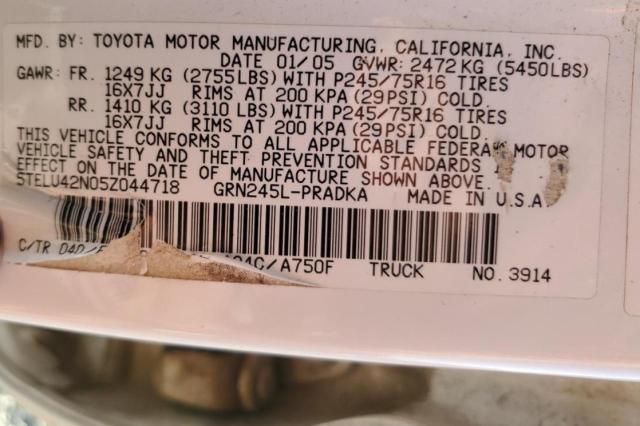 MFD. BY: TOYOTA MOTOR MANUFACTURING, CALIFORNIA, INC.
DATE 01/05 GVWR: 2472 KG (5450LBS)
GAWR: FR. 1249 KG (2755LBS) WITH P245/75R16 TIRES
16X7JJ RIMS AT 200 KPA (29PSI) COLD.
RR. 1410 KG (3110 LBS) WITH P245/75R16 TIRES
16X7JJ RIMS AT 200 KPA (29PSI) COLD.
THIS VEHICLE CONFORMS TO ALL APPLICABLE FEDERAL MOTOR
VEHICLE SAFETY AND THEFT PREVENTION STANDARDS
EFFECT ON THE DATE OF MANUFACTURE SHOWN ABOVE.
5TELU42N05Z044718 GRN245L-PRADKA MADE IN U.S.A
C/TR 04C/A750F TRUCK NO. 3914